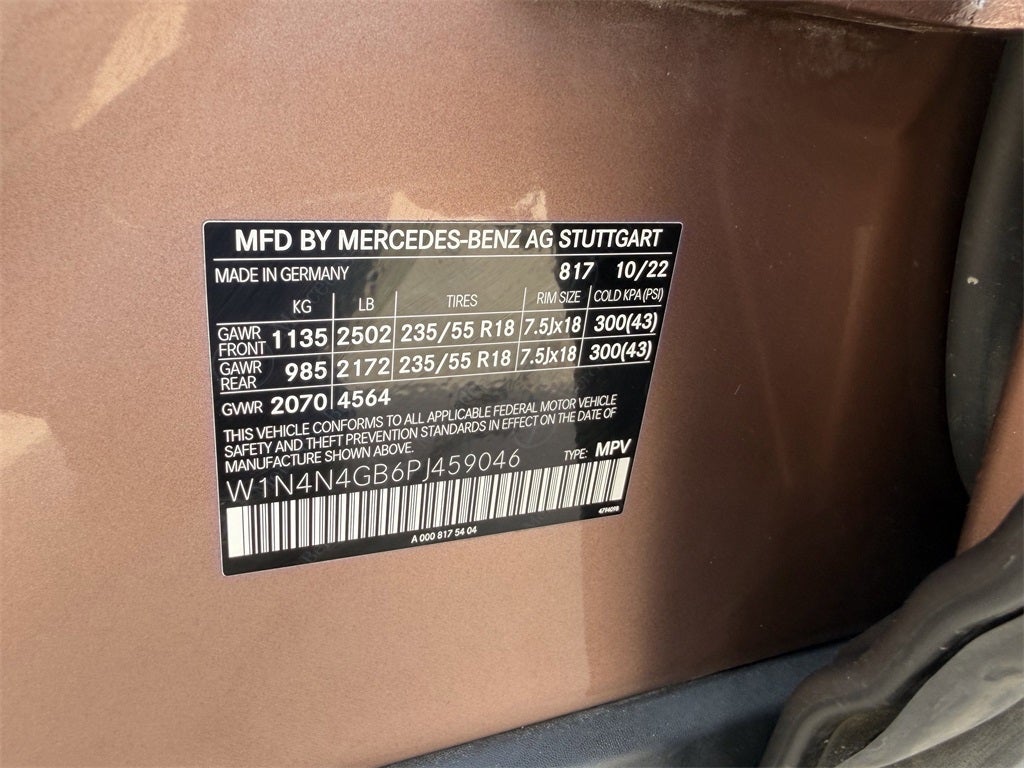 MFD BY MERCEDES-BENZ AG STUTTGART
MADE IN GERMANY 817 10/22
KG LB TIRES RIM SIZE COLD KPA (PSI)
GAWR FRONT 1135 2502 235/55 R18 7.5Jx18 300(43)
GAWR REAR 985 2172 235/55 R18 7.5Jx18 300(43)
GVWR 2070 4564
THIS VEHICLE CONFORMS TO ALL APPLICABLE FEDERAL MOTOR VEHICLE
SAFETY AND THEFT PREVENTION STANDARDS IN EFFECT ON THE DATE OF
MANUFACTURE SHOWN ABOVE.
TYPE: MPV
W1N4N4GB6PJ459046
4794098
A 000 817 54 04